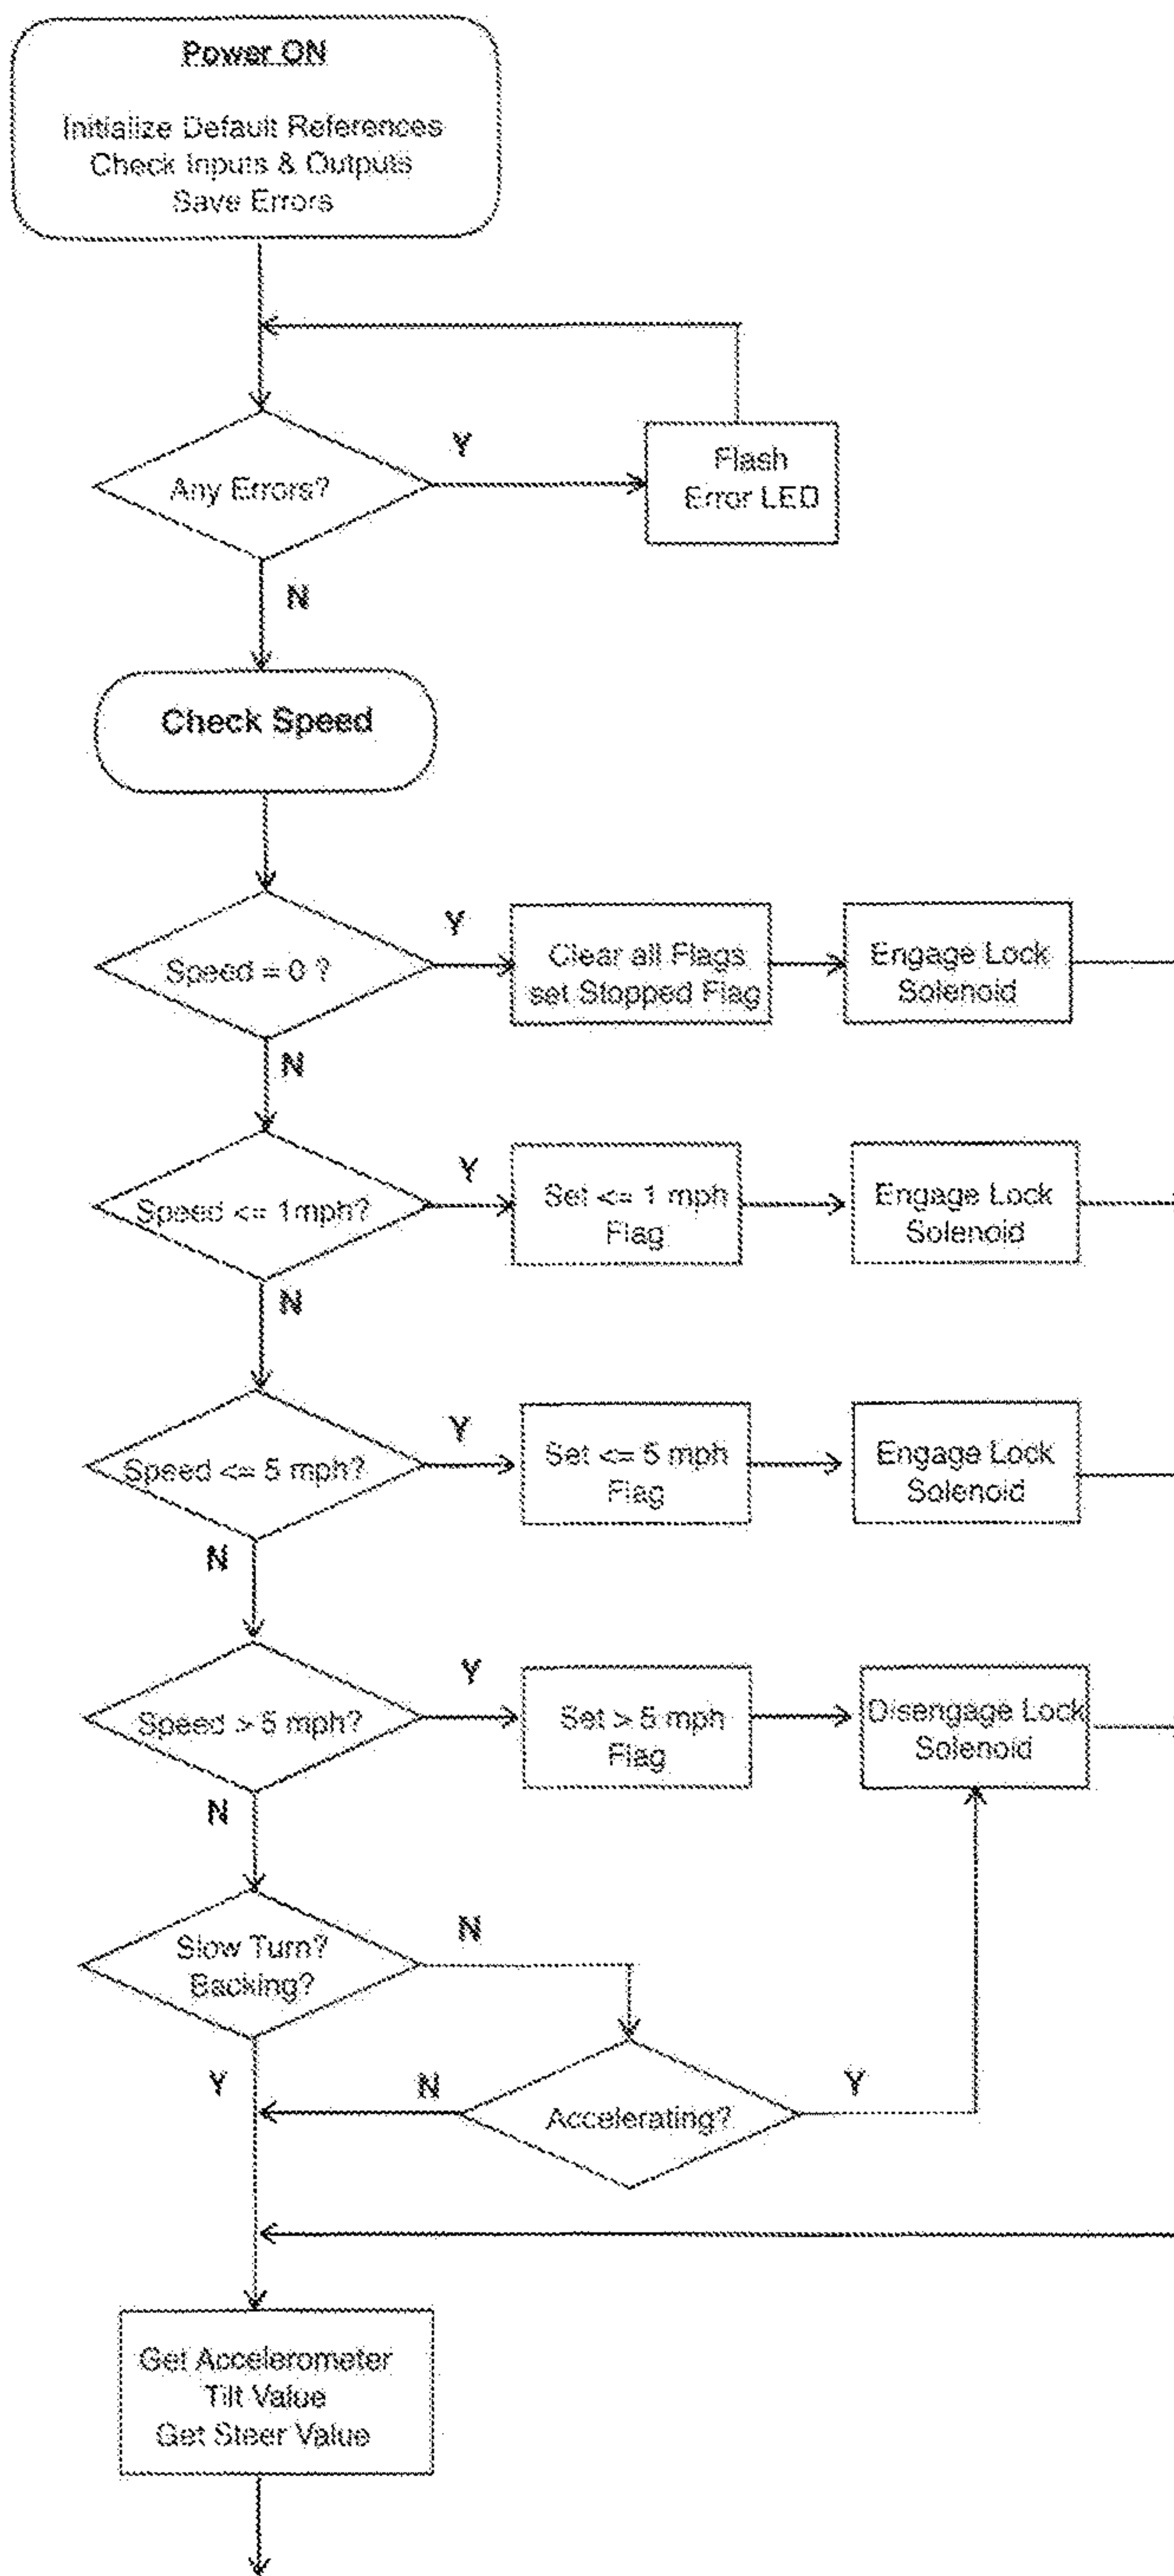 Power ON
Initialize Default References
Check Inputs & Outputs
Save Errors
Y
Any Errors?
Flash
Error LED
N
Check Speed
Y
Speed = 0 ?
Clear all Flags
set Stopped Flag
Engage Lock
Solenoid
N
Y
Speed <= 1mph?
Set <= 1 mph
Flag
Engage Lock
Solenoid
N
Y
Speed <= 5 mph?
Set <= 5 mph
Flag
Engage Lock
Solenoid
N
Y
Speed > 5 mph?
Set > 5 mph
Flag
Disengage Lock
Solenoid
N
Slow Turn?
Backing?
N
Y
N
Accelerating?
Y
Get Accelerometer
Tilt Value
Get Steer Value